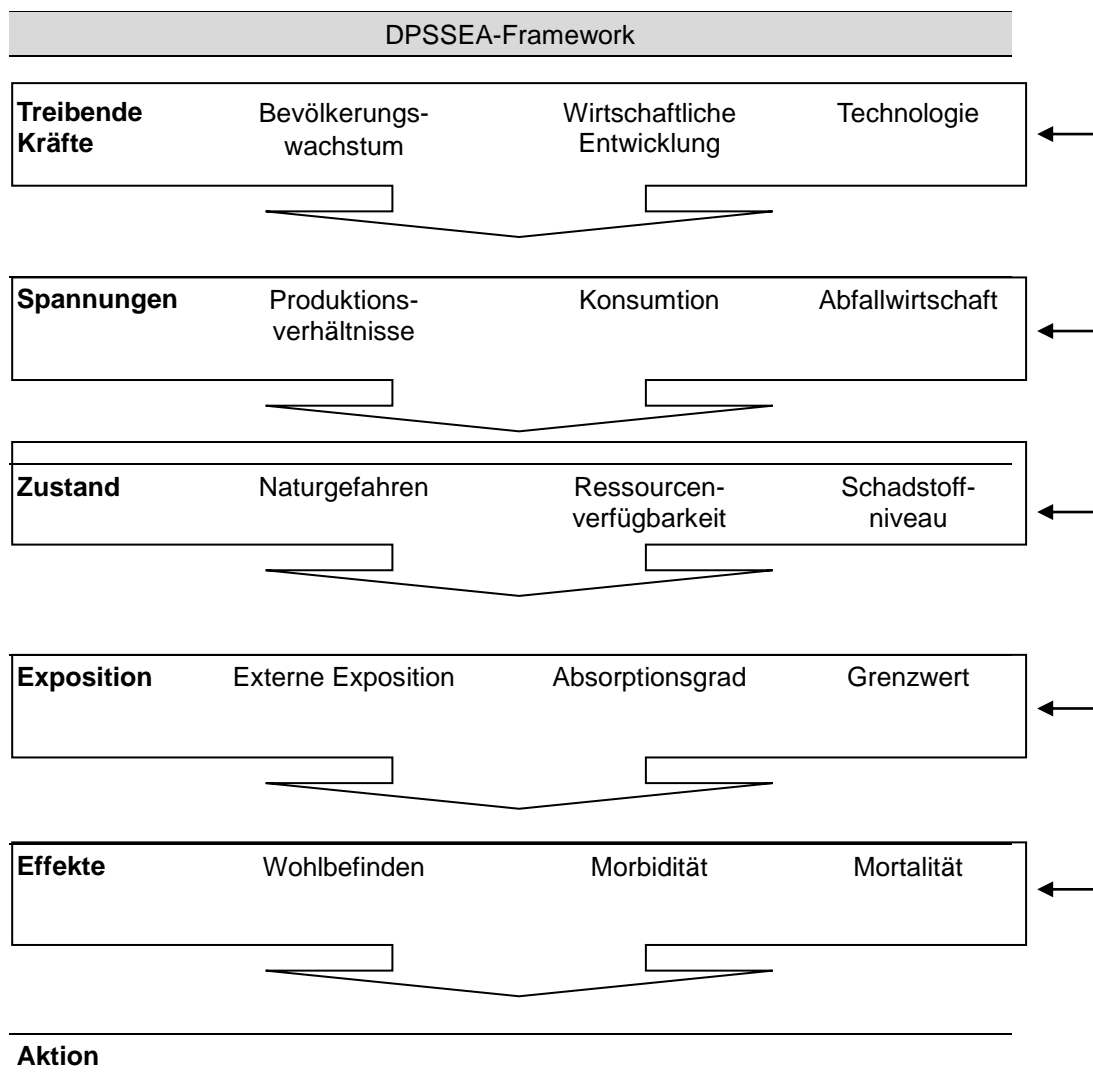 DPSSEA-Framework
Treibende
Kräfte
Bevölkerungs-
wachstum
Wirtschaftliche
Entwicklung
Technologie
Spannungen
Produktions-
verhältnisse
Konsumtion
Abfallwirtschaft
Zustand
Naturgefahren
Ressourcen-
verfügbarkeit
Schadstoff-
niveau
Exposition
Externe Exposition
Absorptionsgrad
Grenzwert
Effekte
Wohlbefinden
Morbidität
Mortalität
Aktion